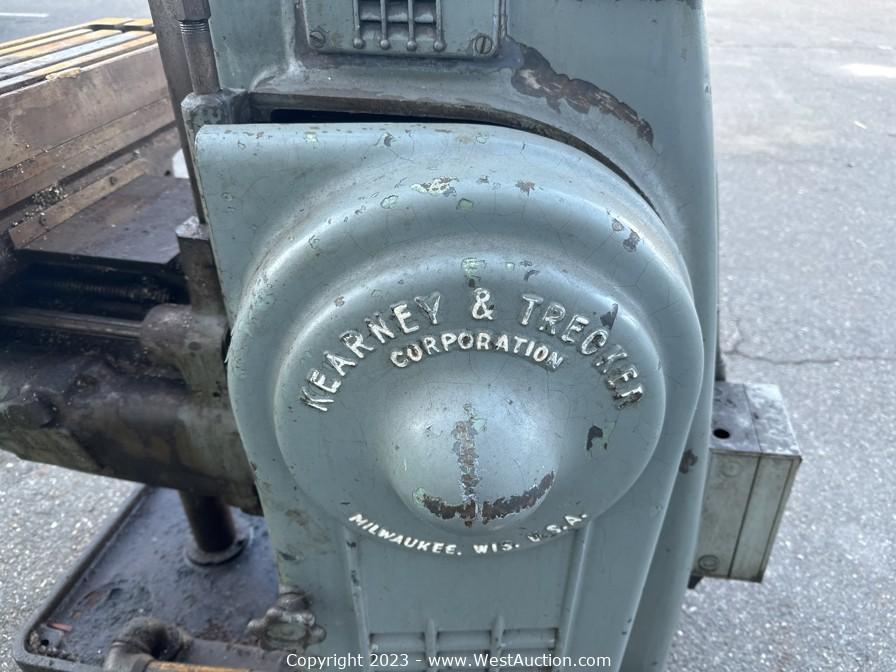 KEARNEY & TRECKER
CORPORATION
MILWAUKEE, WIS. U.S.A.
Copyright © 2023 - www.WestAuction.com